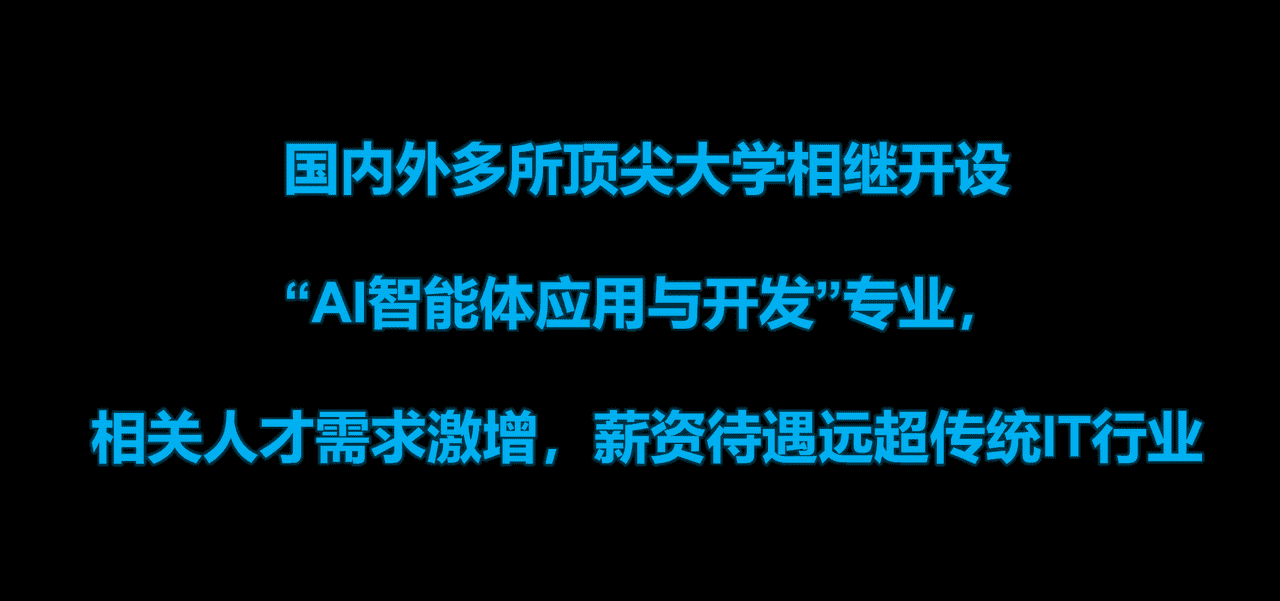 国内外多所顶尖大学相继开设
“AI智能体应用与开发”专业，
相关人才需求激增，薪资待遇远超传统IT行业